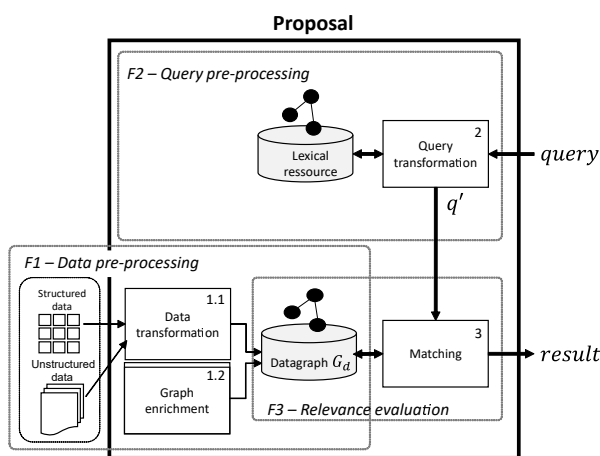 Proposal
F2 – Query pre-processing
2
Lexical
ressource
Query
transformation
query
q′
F1 – Data pre-processing
Structured
data
1.1
Data
transformation
3
Unstructured
data
Datagraph G_d
Matching
result
1.2
Graph
enrichment
F3 – Relevance evaluation